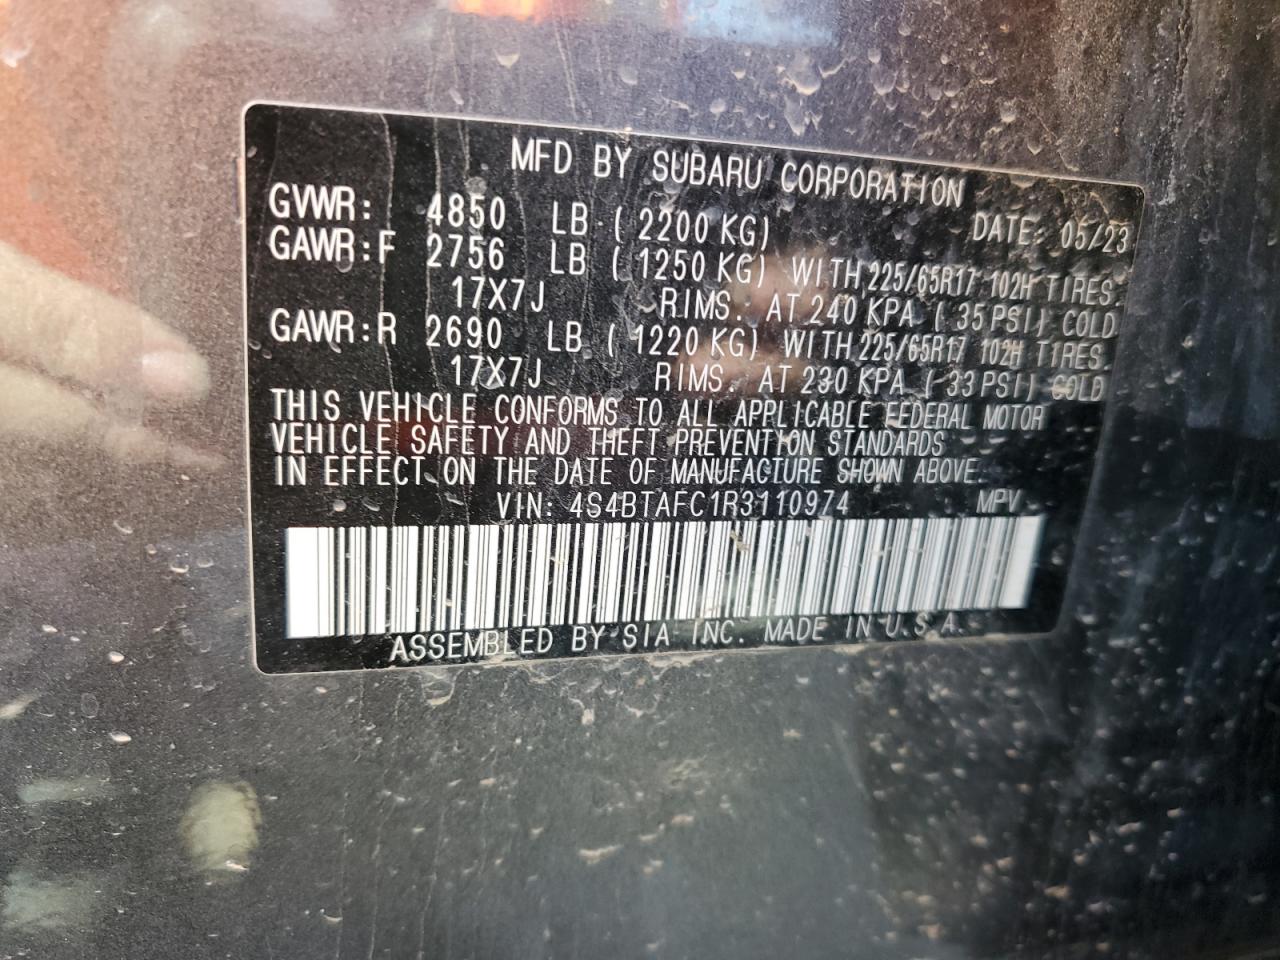 MFD BY SUBARU CORPORATION
GVWR: 4850 LB ( 2200 KG) DATE: 05/23
GAWR:F 2756 LB ( 1250 KG) WITH 225/65R17 102H TIRES
17X7J RIMS. AT 240 KPA ( 35 PSI) COLD
GAWR:R 2690 LB ( 1220 KG) WITH 225/65R17 102H TIRES
17X7J RIMS. AT 230 KPA ( 33 PSI) COLD
THIS VEHICLE CONFORMS TO ALL APPLICABLE FEDERAL MOTOR
VEHICLE SAFETY AND THEFT PREVENTION STANDARDS
IN EFFECT ON THE DATE OF MANUFACTURE SHOWN ABOVE.
VIN: 4S4BTAFC1R3110974 MPV
ASSEMBLED BY SIA INC. MADE IN U.S.A.